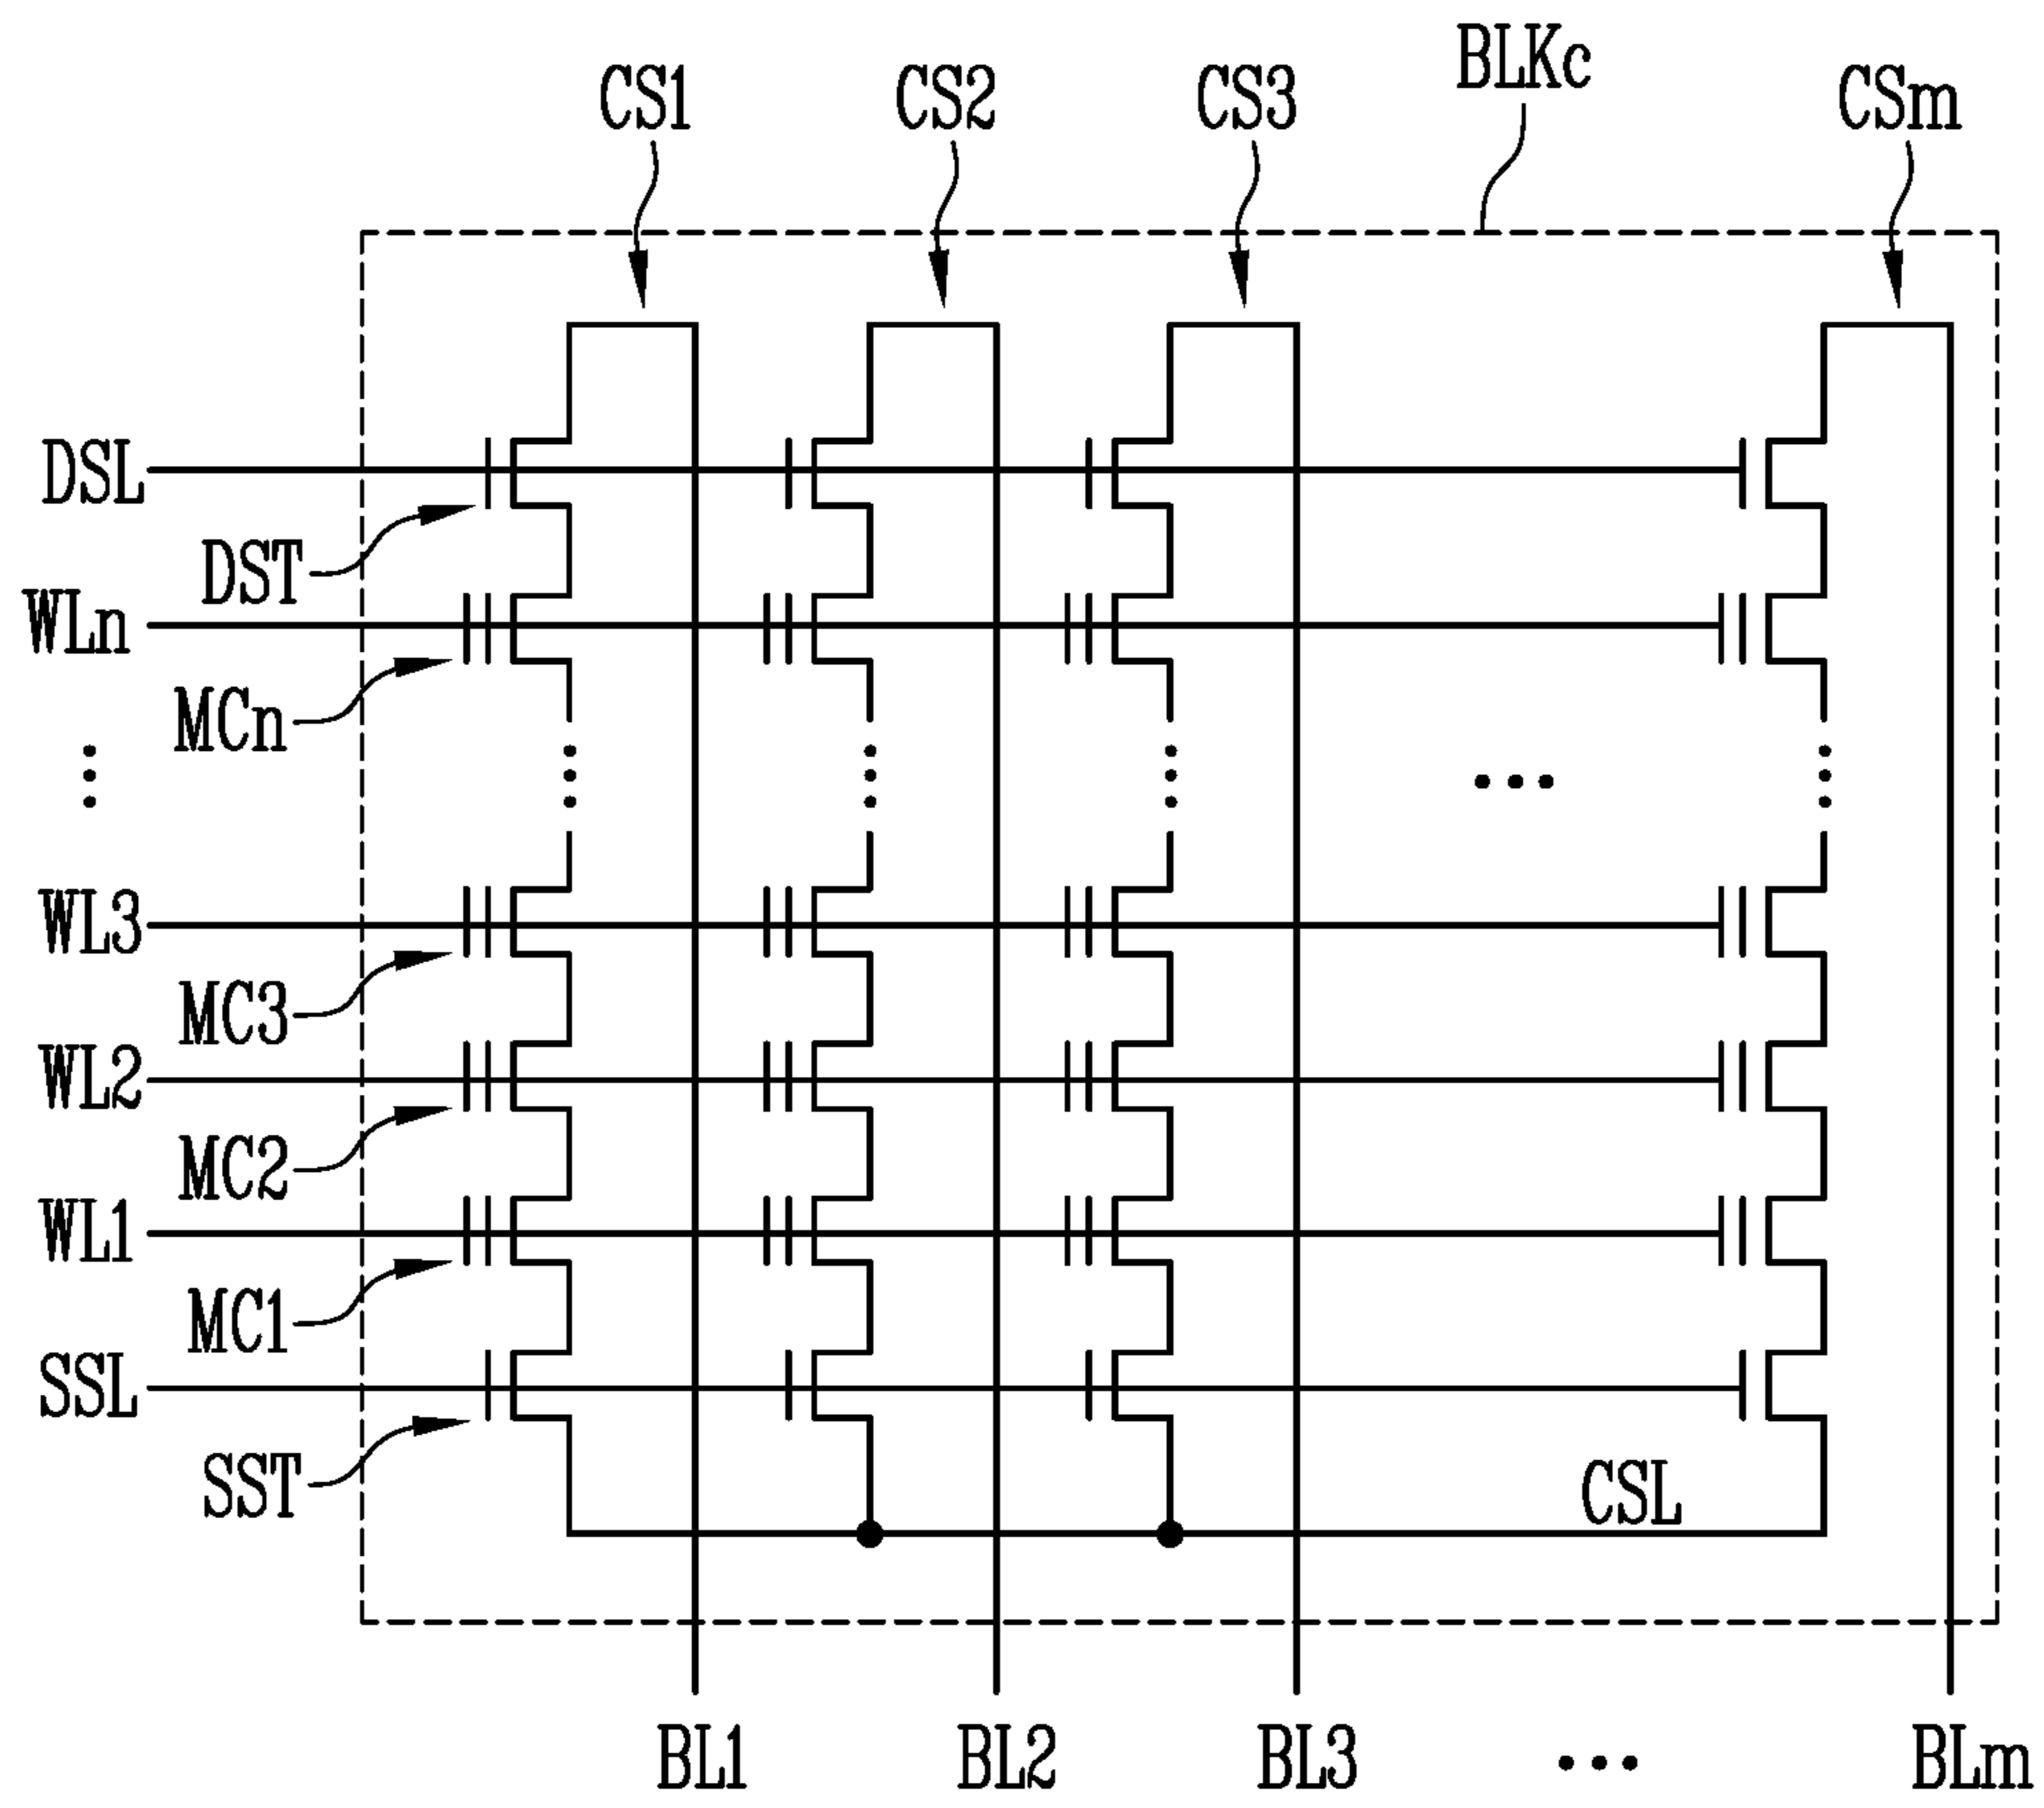 BLKc
CS1 CS2 CS3 CSm
DSL
DST
WLn
MCn
WL3
MC3
WL2
MC2
WL1
MC1
SSL
SST
CSL
BL1 BL2 BL3 ••• BLm